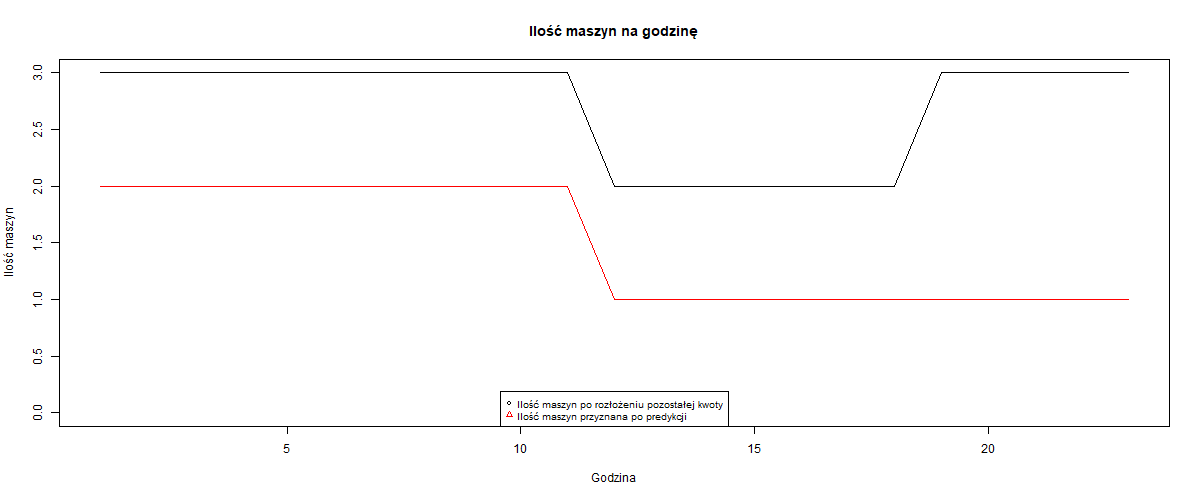 Ilość maszyn na godzinę
Ilość maszyn
3.0
2.5
2.0
1.5
1.0
0.5
0.0
Ilość maszyn po rozłożeniu pozostałej kwoty
Ilość maszyn przyznana po predykcji
5
10
15
20
Godzina